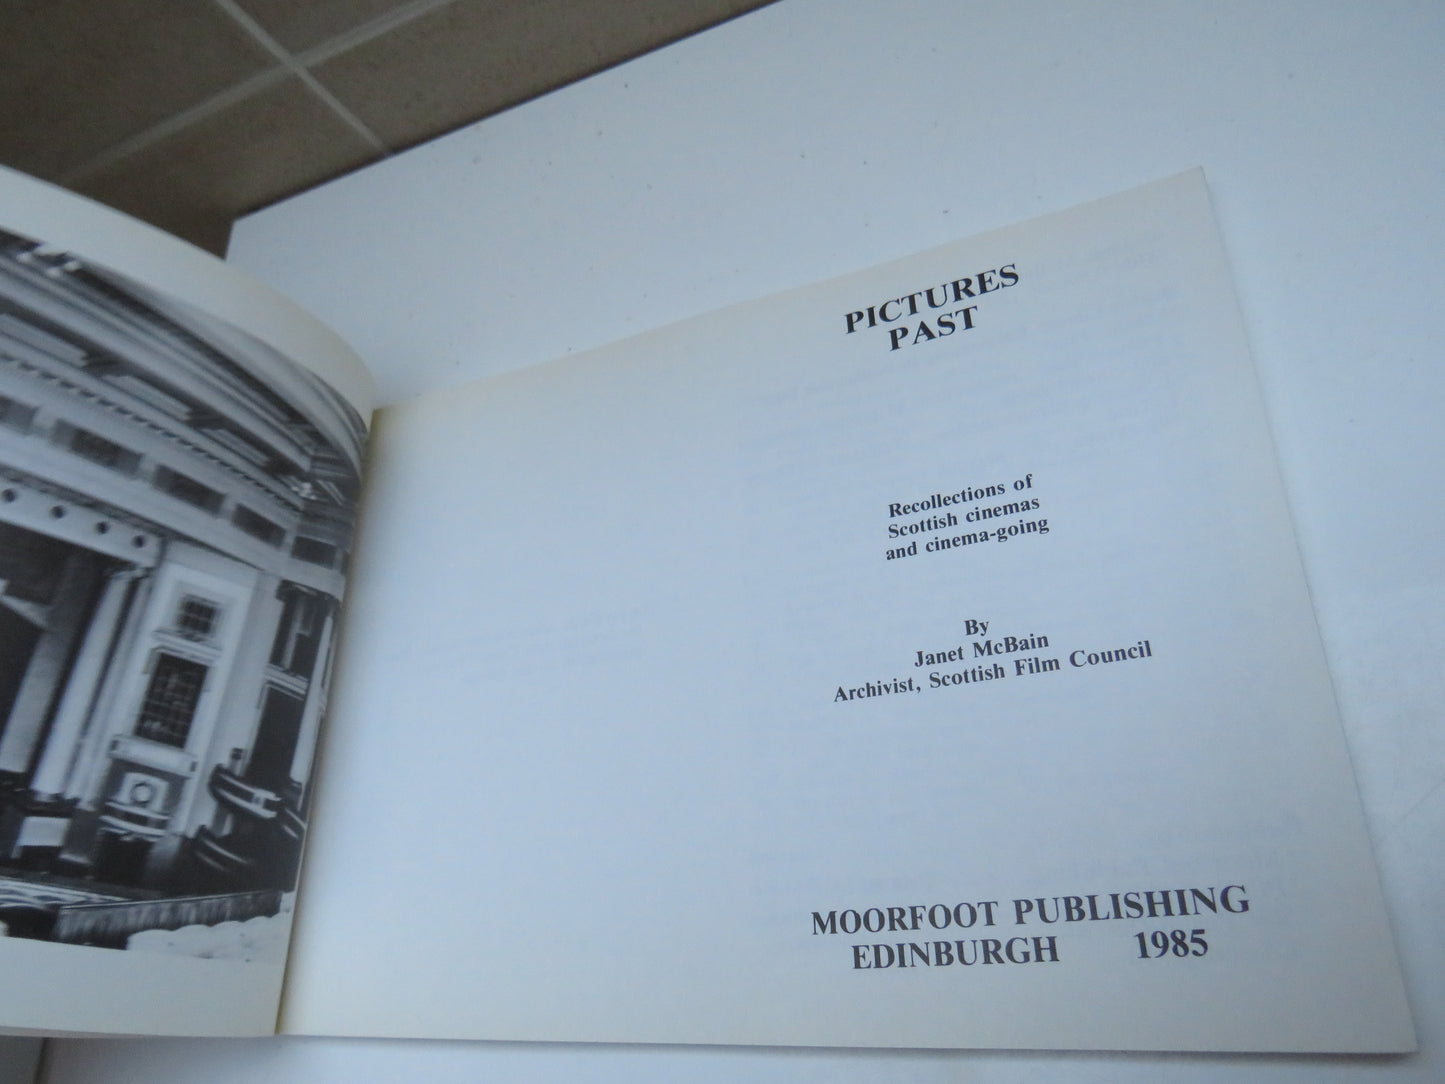 PICTURES
PAST
Recollections of
Scottish cinemas
and cinema-going
By
Janet McBain
Archivist, Scottish Film Council
MOORFOOT PUBLISHING
EDINBURGH 1985